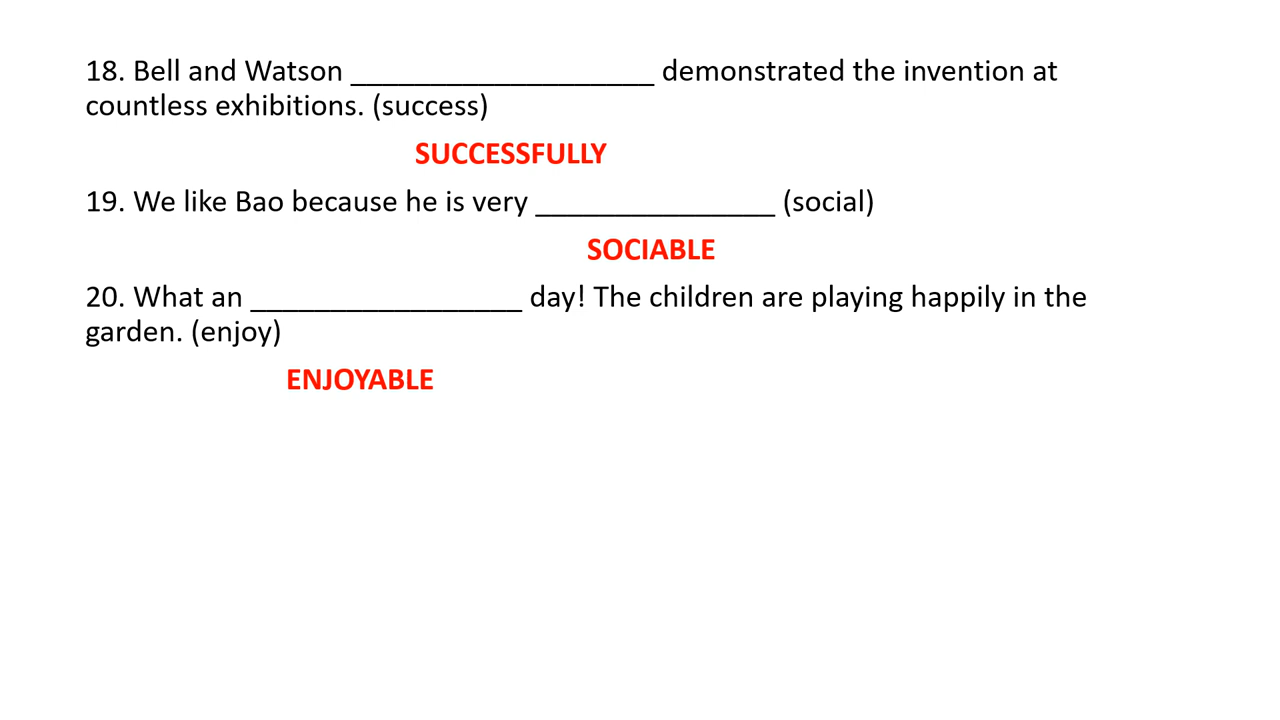 18. Bell and Watson ___________________ demonstrated the invention at
countless exhibitions. (success)
SUCCESSFULLY
19. We like Bao because he is very _______________ (social)
SOCIABLE
20. What an _________________ day! The children are playing happily in the
garden. (enjoy)
ENJOYABLE